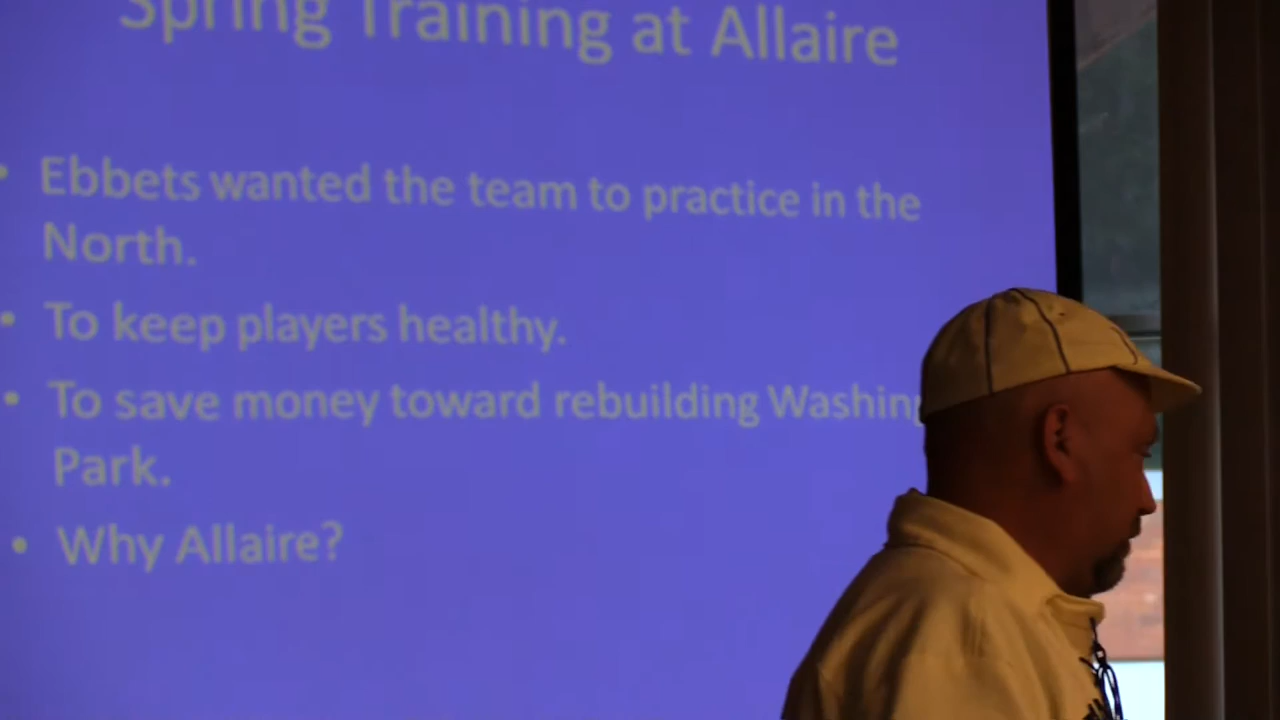 Spring Training at Allaire
• Ebbets wanted the team to practice in the
North.
• To keep players healthy.
• To save money toward rebuilding
Park.
• Why Allaire?